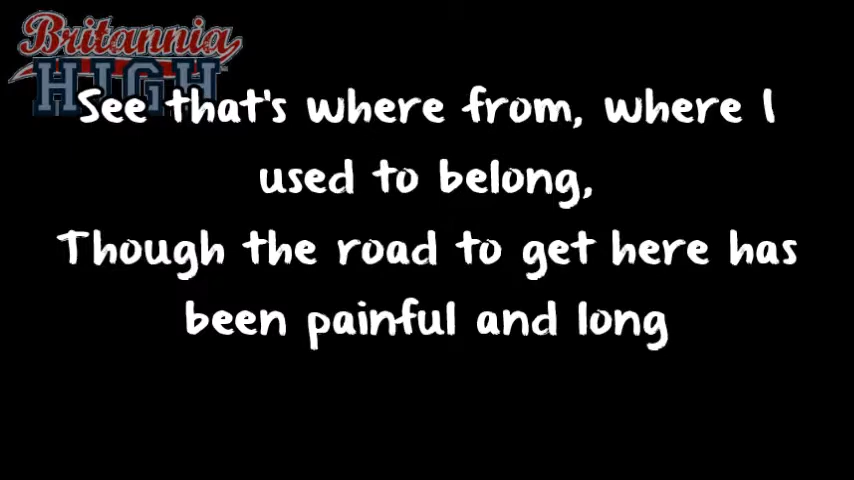 Britannia
HIGH
See that's where from, where I
used to belong,
Though the road to get here has
been painful and long